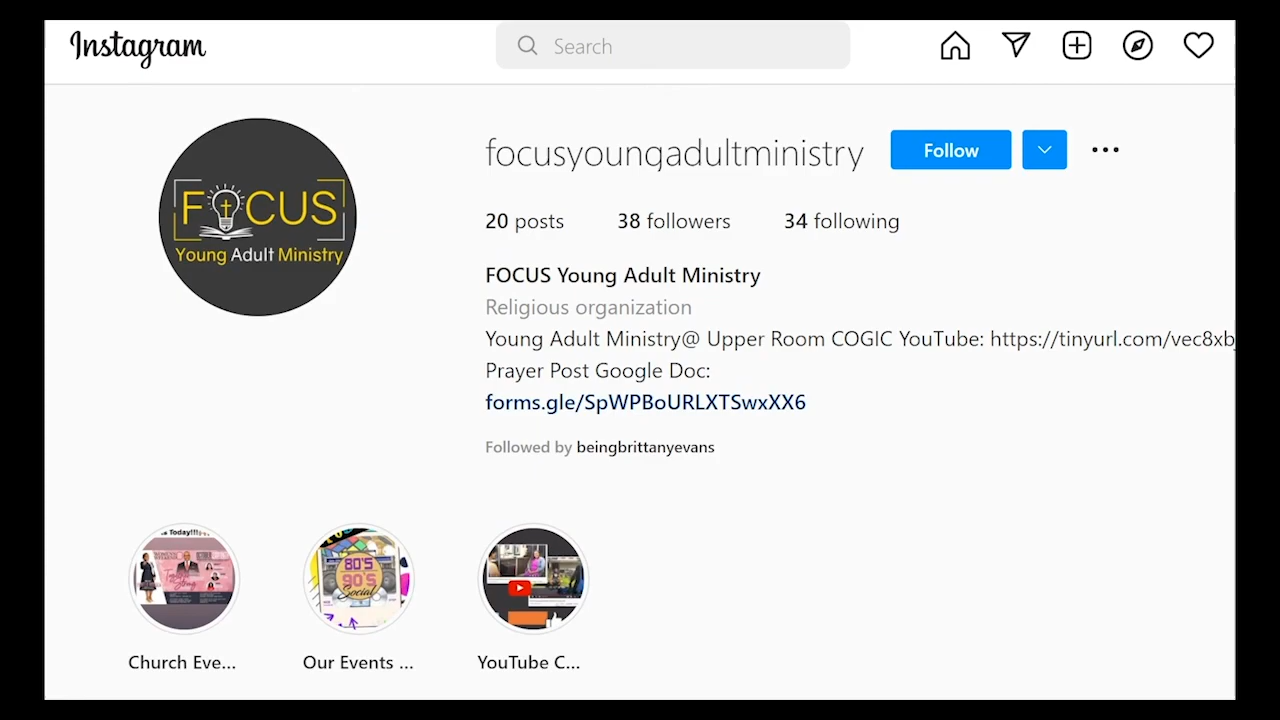 Instagram
Search
focusyoungadultministry
Follow
20 posts 38 followers 34 following
FOCUS
Young Adult Ministry
FOCUS Young Adult Ministry
Religious organization
Young Adult Ministry@ Upper Room COGIC YouTube: https://tinyurl.com/vec8xb
Prayer Post Google Doc:
forms.gle/SpWPBoURLXTSwxXX6
Followed by beingbrittanyevans
Today!!!
80'S
90'S
Social
Church Eve...
Our Events ...
YouTube C...